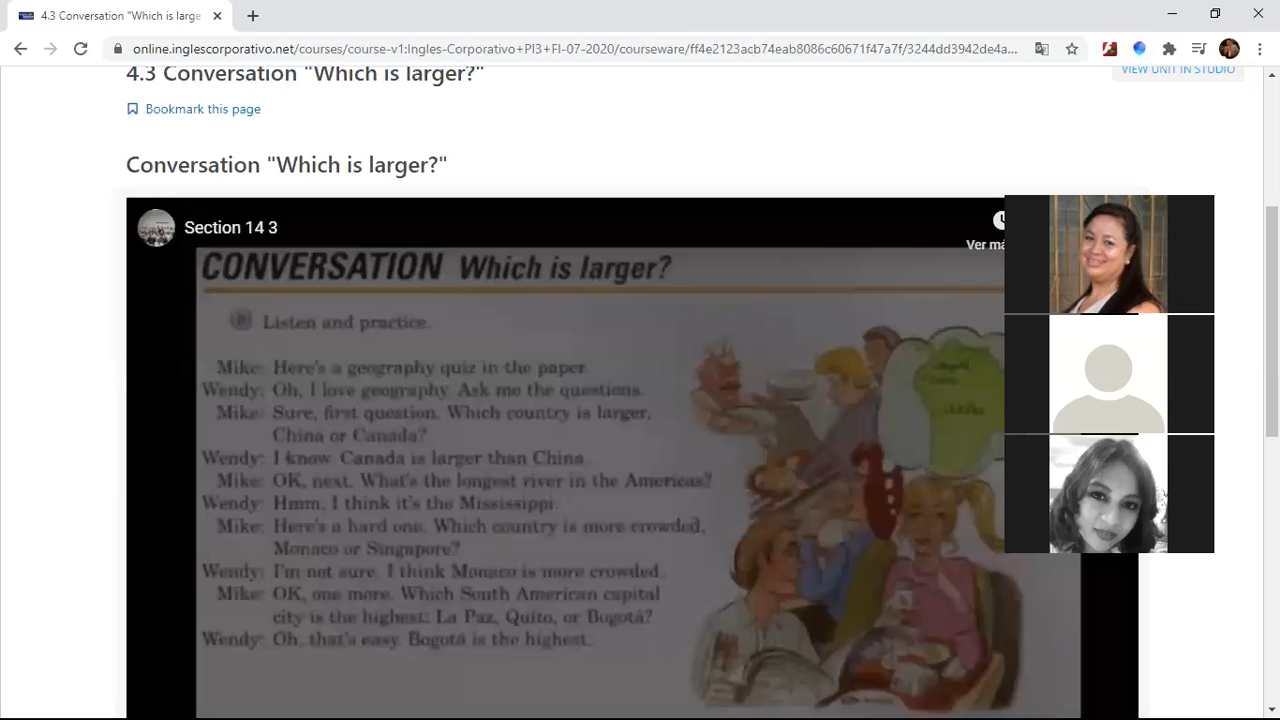 4.3 Conversation "Which is large
online.inglescorporativo.net/courses/course-v1:Ingles-Corporativo+PI3+FI-07-2020/courseware/ff4e2123acb74eab806c60671f47a7f/3244dd3942de4a...
4.3 Conversation "Which is larger?"
VIEW UNIT IN STUDIO
Bookmark this page
Conversation "Which is larger?"
Section 14 3
Ver má
CONVERSATION Which is larger?
Listen and practice.
Mike: Here's a geography quiz in the paper.
Wendy: Oh, I love geography. Ask me the questions.
Mike: Sure, first question. Which country is larger,
China or Canada?
Wendy: I know. Canada is larger than China.
Mike: OK, next. What's the longest river in the Americas?
Wendy: Hmm, I think it's the Mississippi.
Mike: Here's a hard one. Which country is more crowded,
Monaco or Singapore?
Wendy: I'm not sure. I think Monaco is more crowded.
Mike: OK, one more. Which South American capital
city is the highest: La Paz, Quito, or Bogotá?
Wendy: Oh, that's easy. Bogotá is the highest.